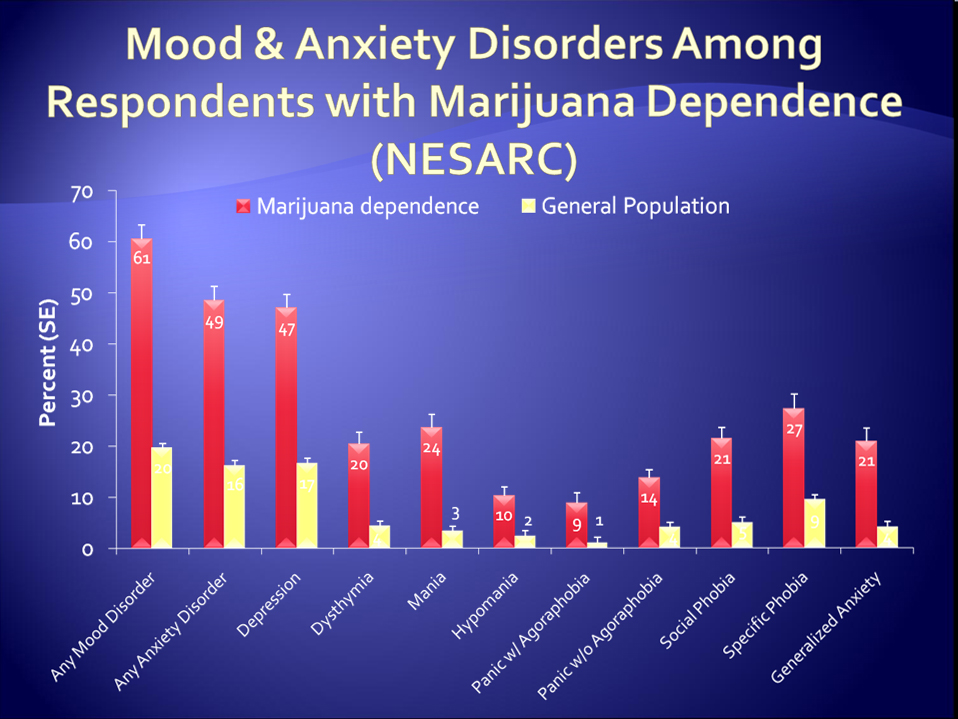 Mood & Anxiety Disorders Among
Respondents with Marijuana Dependence
(NESARC)
Marijuana dependence
General Population
Percent (SE)
70
60
50
40
30
20
10
0
61
20
49
16
47
17
20
4
24
3
10
2
9
1
14
21
5
27
9
21
Any Mood Disorder
Any Anxiety Disorder
Depression
Dysthymia
Mania
Hypomania
Panic w/ Agoraphobia
Panic w/o Agoraphobia
Social Phobia
Specific Phobia
Generalized Anxiety